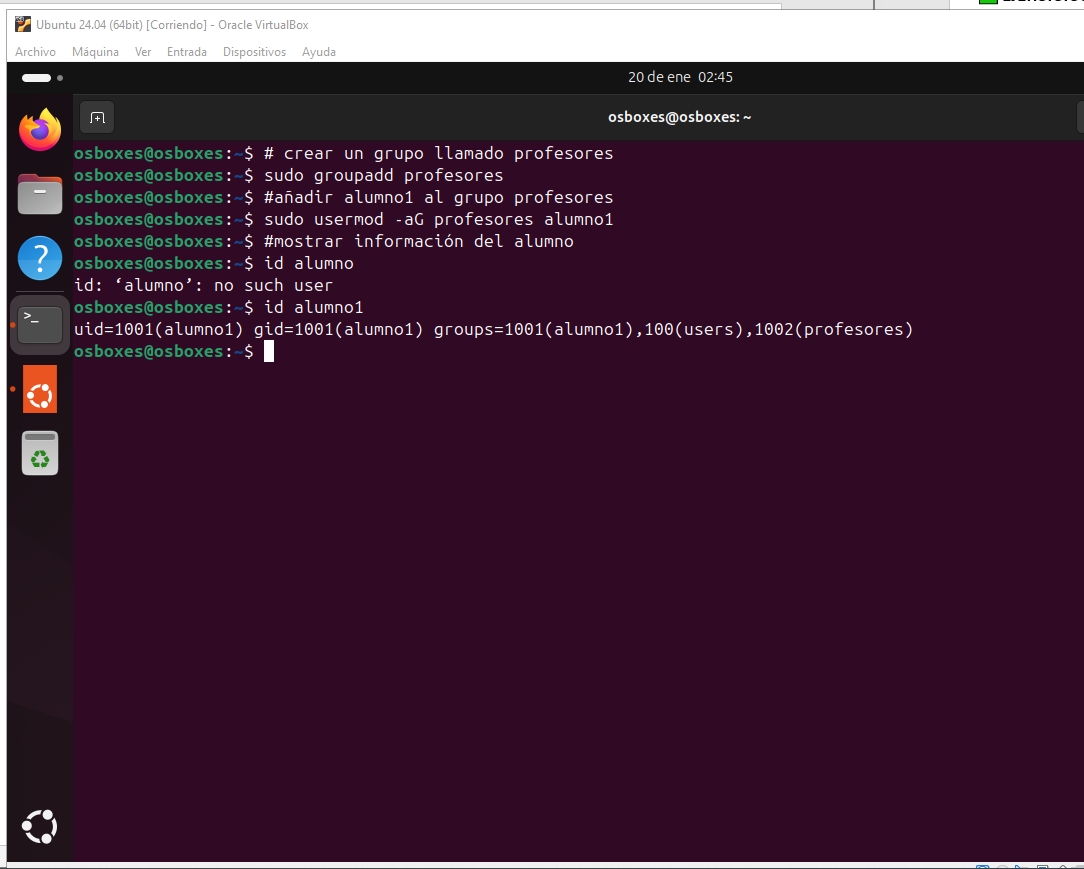 Ubuntu 24.04 (64bit) [Corriendo] - Oracle VirtualBox
Archivo Máquina Ver Entrada Dispositivos Ayuda
20 de ene 02:45
osboxes@osboxes: ~
osboxes@osboxes:~$ # crear un grupo llamado profesores
osboxes@osboxes:~$ sudo groupadd profesores
osboxes@osboxes:~$ #añadir alumno1 al grupo profesores
osboxes@osboxes:~$ sudo usermod -aG profesores alumno1
osboxes@osboxes:~$ #mostrar información del alumno
osboxes@osboxes:~$ id alumno
id: ‘alumno’: no such user
osboxes@osboxes:~$ id alumno1
uid=1001(alumno1) gid=1001(alumno1) groups=1001(alumno1),100(users),1002(profesores)
osboxes@osboxes:~$